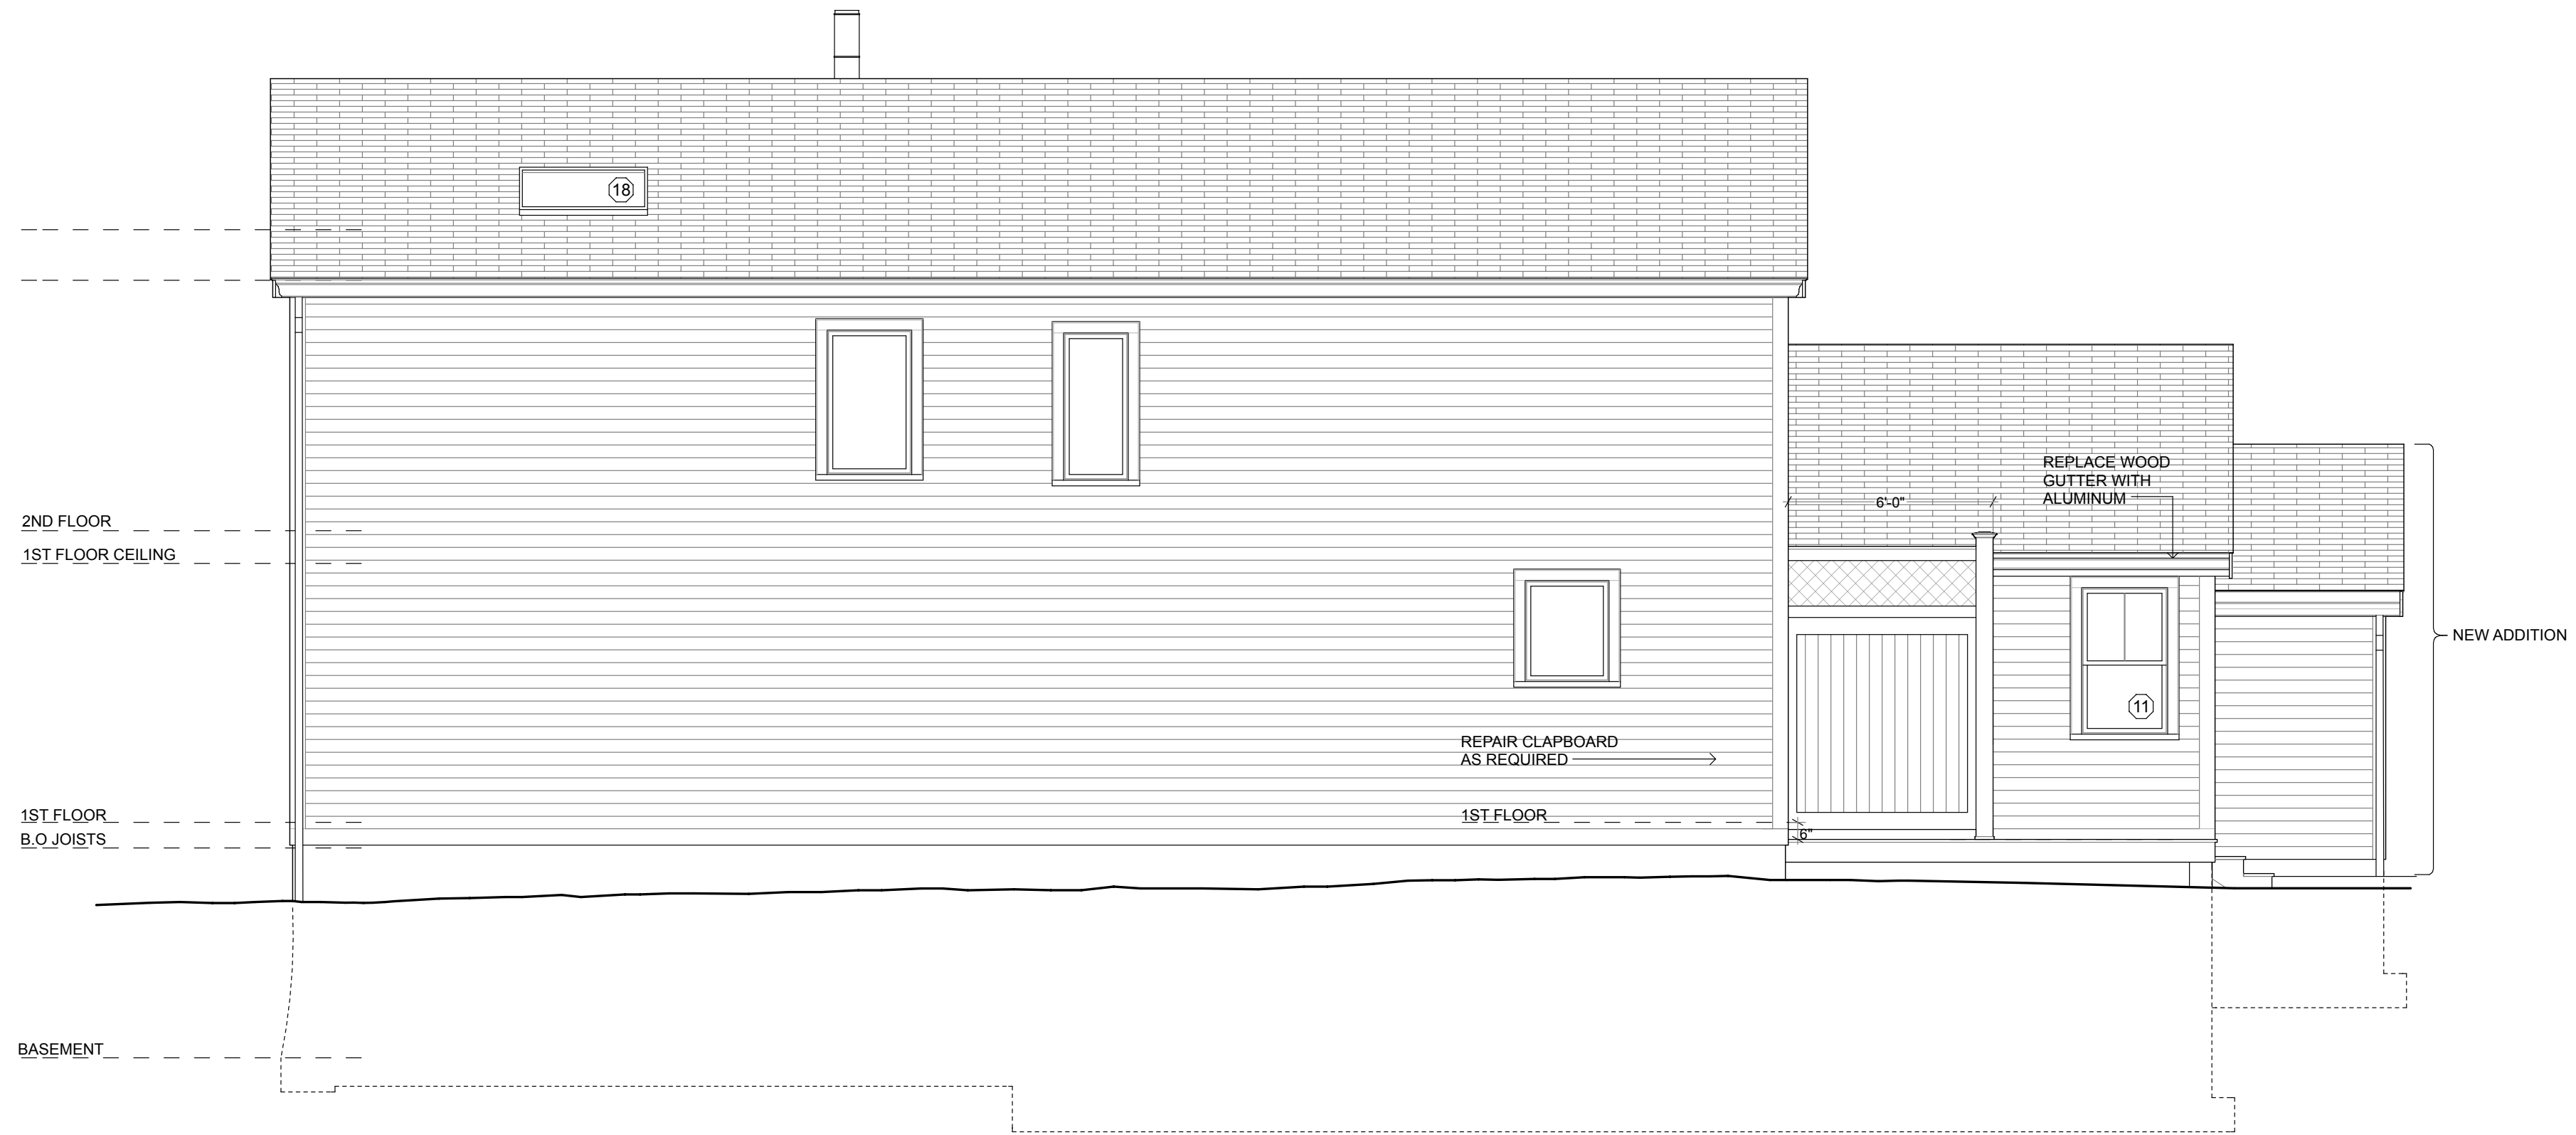 18
REPLACE WOOD
GUTTER WITH
ALUMINUM
6'-0"
2ND FLOOR
1ST FLOOR CEILING
NEW ADDITION
11
REPAIR CLAPBOARD
AS REQUIRED
1ST FLOOR
1ST FLOOR
6"
B.O JOISTS
BASEMENT